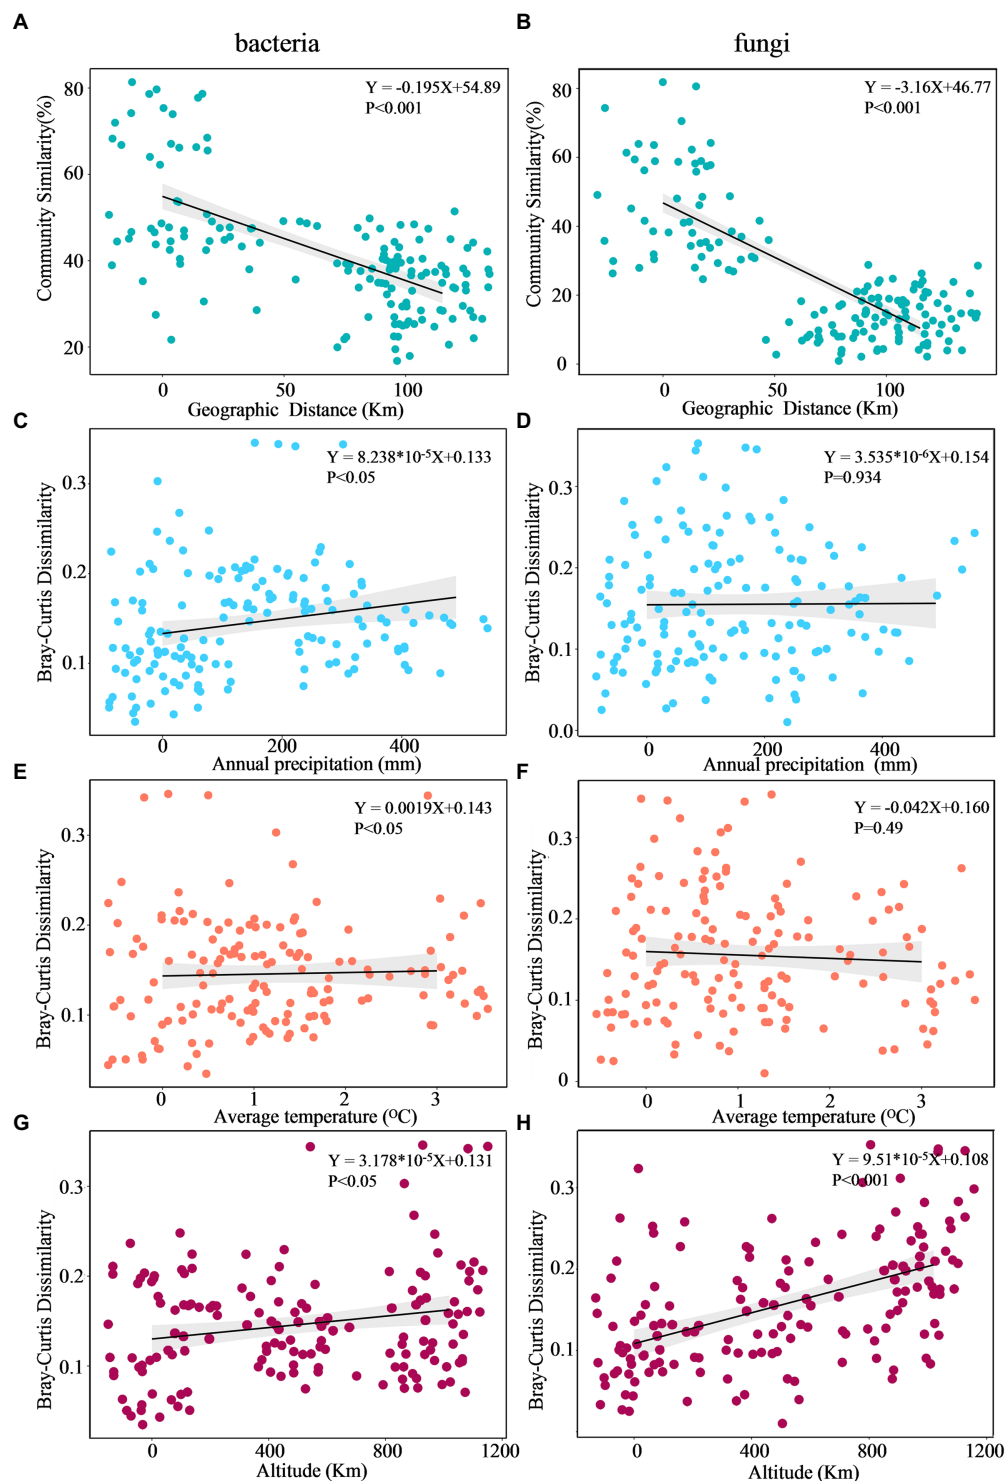 A
bacteria
B
fungi
Y = -0.195X+54.89
P<0.001
80
60
40
20
Community Similarity(%)
0
50
100
Geographic Distance (Km)
Y = -3.16X+46.77
P<0.001
80
60
40
20
0
Community Similarity(%)
0
50
100
Geographic Distance (Km)
C
Y = 8.238*10-5X+0.133
P<0.05
0.3
0.2
0.1
Bray-Curtis Dissimilarity
0
200
400
Annual precipitation (mm)
D
Y = 3.535*10-6X+0.154
P=0.934
0.3
0.2
0.1
0.0
Bray-Curtis Dissimilarity
0
200
400
Annual precipitation (mm)
E
Y = 0.0019X+0.143
P<0.05
0.3
0.2
0.1
Bray-Curtis Dissimilarity
0
1
2
3
Average temperature (OC)
F
Y = -0.042X+0.160
P=0.49
0.3
0.2
0.1
0
Bray-Curtis Dissimilarity
0
1
2
3
Average temperature (OC)
G
Y = 3.178*10-5X+0.131
P<0.05
0.3
0.2
0.1
Bray-Curtis Dissimilarity
0
400
800
1200
Altitude (Km)
H
Y = 9.51*10-5X+0.108
P<0.001
0.3
0.2
0.1
Bray-Curtis Dissimilarity
0
400
800
1200
Altitude (Km)